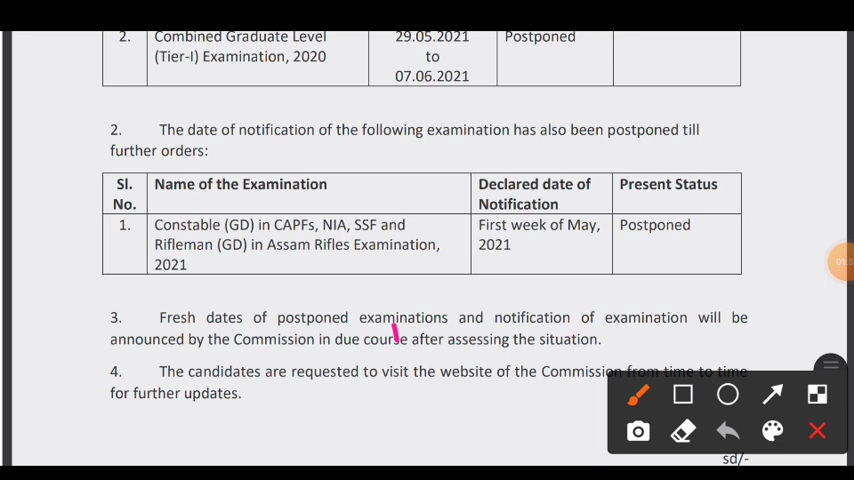 2. Combined Graduate Level 29.05.2021 Postponed
(Tier-I) Examination, 2020 to
07.06.2021
2. The date of notification of the following examination has also been postponed till
further orders:
Sl. Name of the Examination Declared date of Present Status
No. Notification
1. Constable (GD) in CAPFs, NIA, SSF and First week of May, Postponed
Rifleman (GD) in Assam Rifles Examination, 2021
2021
3. Fresh dates of postponed examinations and notification of examination will be
announced by the Commission in due course after assessing the situation.
4. The candidates are requested to visit the website of the Commission from time to time
for further updates.
sd/-